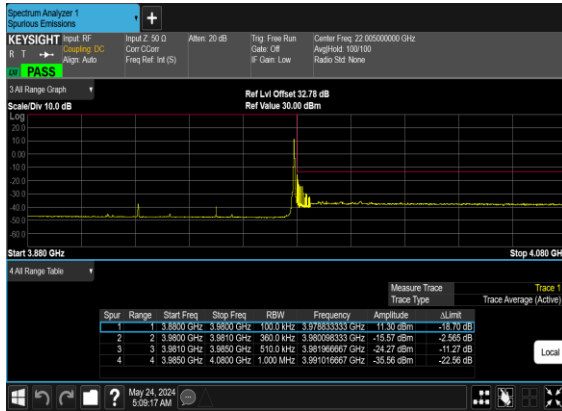 Spectrum Analyzer 1
Spurious Emissions
KEYSIGHT Input: RF Input Z: 50 Ω Atten: 20 dB Trig: Free Run Center Freq: 22.005000000 GHz
R T Coupling: DC Corr CCorr Gate: Off Avg|Hold: 100/100
Align: Auto Freq Ref: Int (S) IF Gain: Low Radio Std: None
PASS
3 All Range Graph
Ref Lvl Offset 32.78 dB
Scale/Div 10.0 dB Ref Value 30.00 dBm
Log
20.0
10.0
0.00
-10.0
-20.0
-30.0
-40.0
-50.0
-60.0
Start 3.880 GHz Stop 4.080 GHz
4 All Range Table
Measure Trace Trace 1
Trace Type Trace Average (Active)
Spur Range Start Freq Stop Freq RBW Frequency Amplitude ΔLimit
1 1 3.8800 GHz 3.9800 GHz 100.0 kHz 3.978833333 GHz 11.30 dBm -18.70 dB
2 2 3.9800 GHz 3.9810 GHz 360.0 kHz 3.980098333 GHz -15.57 dBm -2.565 dB
3 3 3.9810 GHz 3.9850 GHz 510.0 kHz 3.981966667 GHz -24.27 dBm -11.27 dB
4 4 3.9850 GHz 4.0800 GHz 1.000 MHz 3.991016667 GHz -35.56 dBm -22.56 dB
Local
May 24, 2024
5:09:17 AM